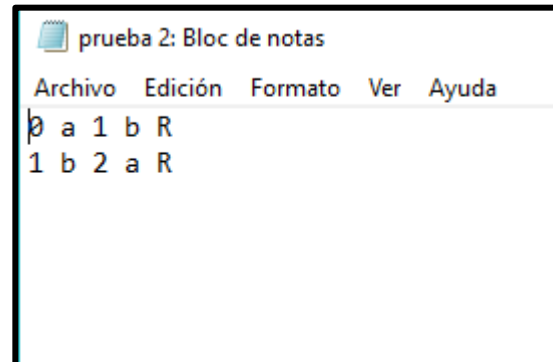 prueba 2: Bloc de notas
Archivo Edición Formato Ver Ayuda
0 a 1 b R
1 b 2 a R